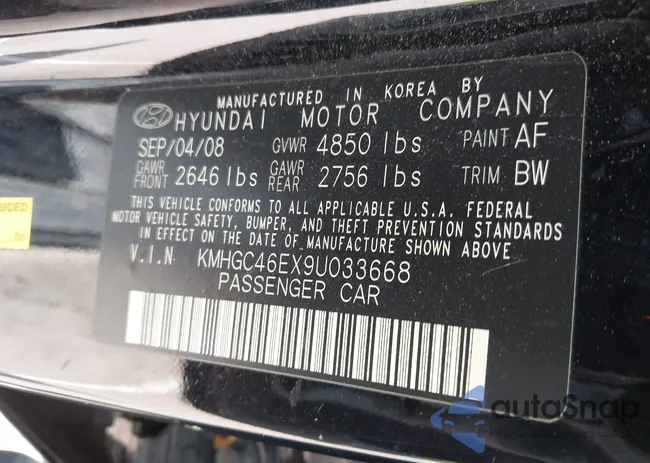 MANUFACTURED IN KOREA BY
HYUNDAI MOTOR COMPANY
SEP/04/08 GVWR 4850 lbs PAINT AF
GAWR FRONT 2646 lbs GAWR REAR 2756 lbs TRIM BW
THIS VEHICLE CONFORMS TO ALL APPLICABLE U.S.A. FEDERAL
MOTOR VEHICLE SAFETY, BUMPER, AND THEFT PREVENTION STANDARDS
IN EFFECT ON THE DATE OF MANUFACTURE SHOWN ABOVE
V.I.N KMHGC46EX9U033668
PASSENGER CAR
autoSnap